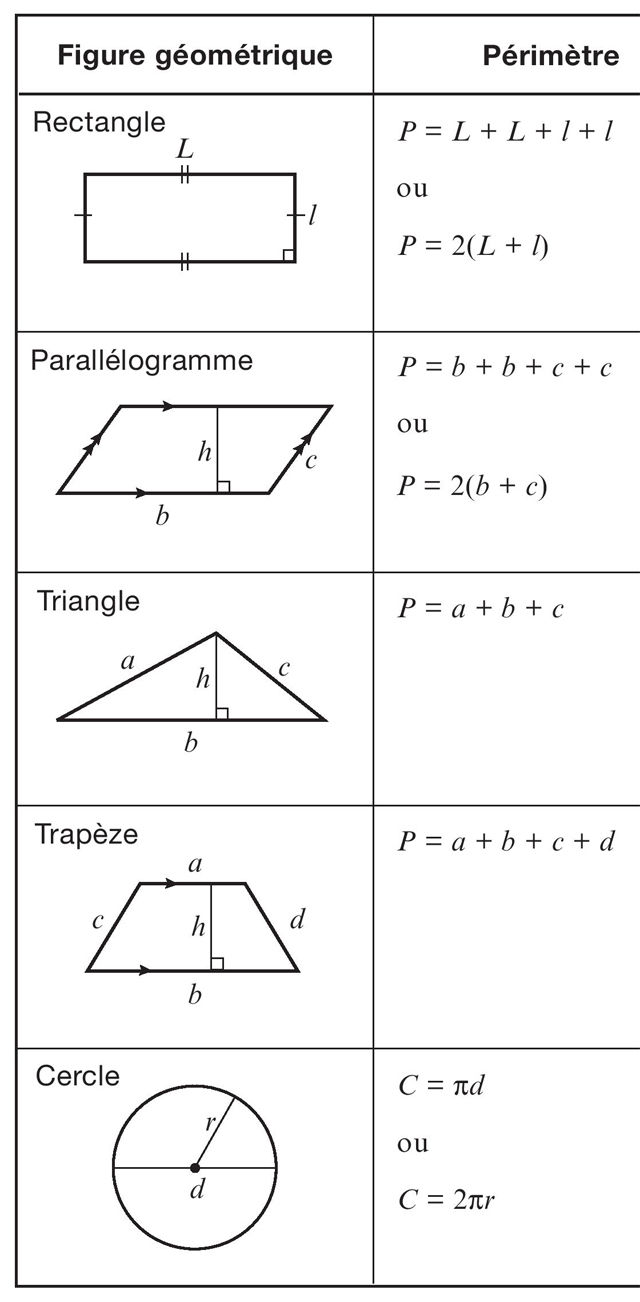 Figure géométrique Périmètre
Rectangle
L
l
P = L + L + l + l
ou
P = 2(L + l)
Parallélogramme
h
c
b
P = b + b + c + c
ou
P = 2(b + c)
Triangle
a
h
c
b
P = a + b + c
Trapèze
a
c
h
d
b
P = a + b + c + d
Cercle
r
d
C = πd
ou
C = 2πr